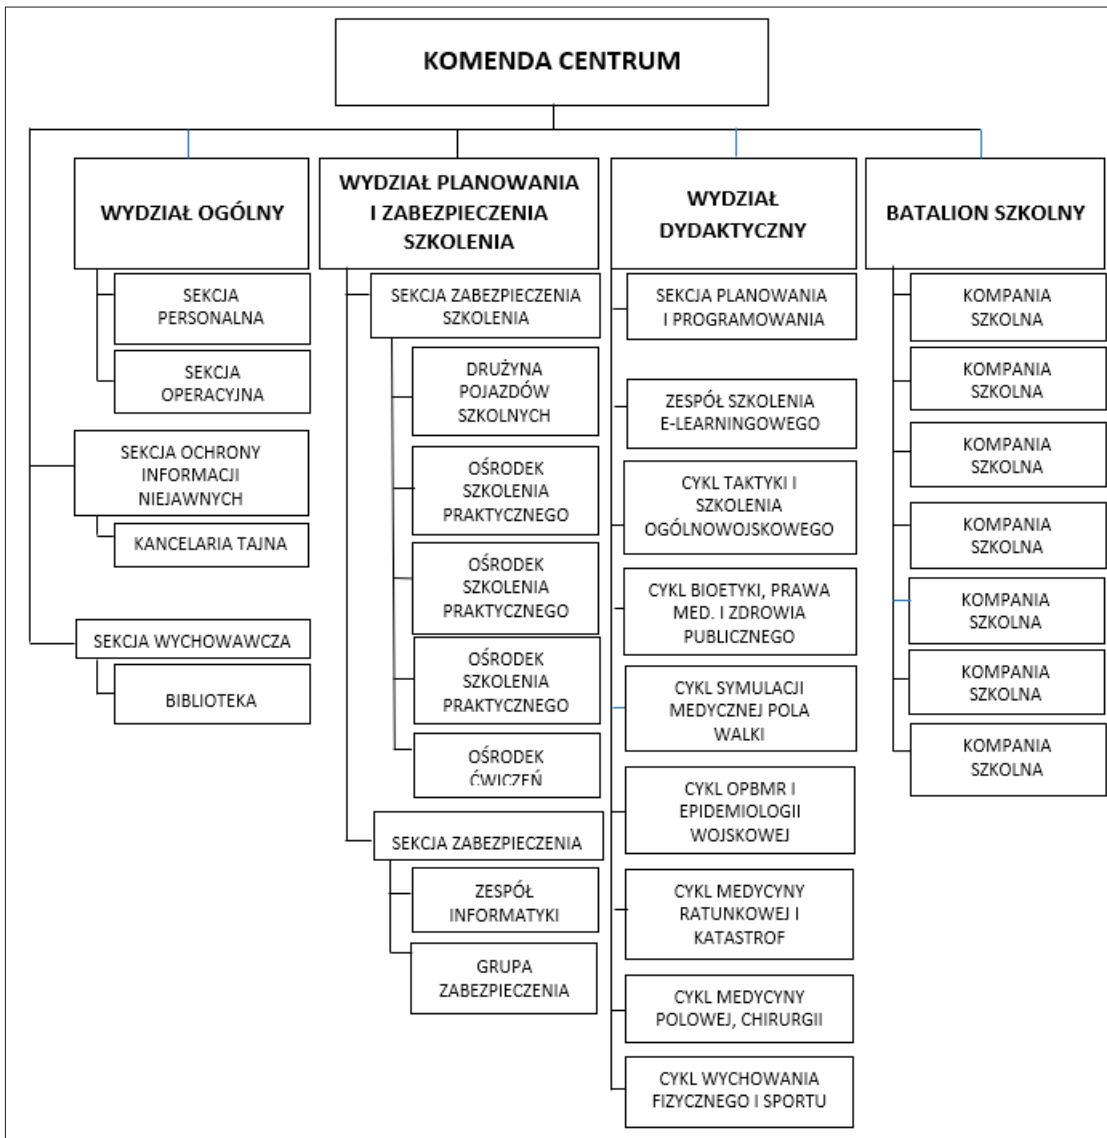 KOMENDA CENTRUM
WYDZIAŁ OGÓLNY
SEKCJA
PERSONALNA
SEKCJA
OPERACYJNA
SEKCJA OCHRONY
INFORMACJI
NIEJAWNYCH
KANCELARIA TAJNA
SEKCJA WYCHOWAWCZA
BIBLIOTEKA
WYDZIAŁ PLANOWANIA
I ZABEZPIECZENIA
SZKOLENIA
SEKCJA ZABEZPIECZENIA
SZKOLENIA
DRUŻYNA
POJAZDÓW
SZKOLNYCH
OŚRODEK
SZKOLENIA
PRAKTYCZNEGO
OŚRODEK
SZKOLENIA
PRAKTYCZNEGO
OŚRODEK
SZKOLENIA
PRAKTYCZNEGO
OŚRODEK
ĆWICZEŃ
SEKCJA ZABEZPIECZENIA
ZESPÓŁ
INFORMATYKI
GRUPA
ZABEZPIECZENIA
WYDZIAŁ
DYDAKTYCZNY
SEKCJA PLANOWANIA
I PROGRAMOWANIA
ZESPÓŁ SZKOLENIA
E-LEARNINGOWEGO
CYKL TAKTYKI I
SZKOLENIA
OGÓLNOWOJSKOWEGO
CYKL BIOETYKI, PRAWA
MED. I ZDROWIA
PUBLICZNEGO
CYKL SYMULACJI
MEDYCZNEJ POLA
WALKI
CYKL OPBMR I
EPIDEMIOLOGII
WOJSKOWEJ
CYKL MEDYCYNY
RATUNKOWEJ I
KATASTROF
CYKL MEDYCYNY
POLOWEJ, CHIRURGII
CYKL WYCHOWANIA
FIZYCZNEGO I SPORTU
BATALION SZKOLNY
KOMPANIA
SZKOLNA
KOMPANIA
SZKOLNA
KOMPANIA
SZKOLNA
KOMPANIA
SZKOLNA
KOMPANIA
SZKOLNA
KOMPANIA
SZKOLNA
KOMPANIA
SZKOLNA